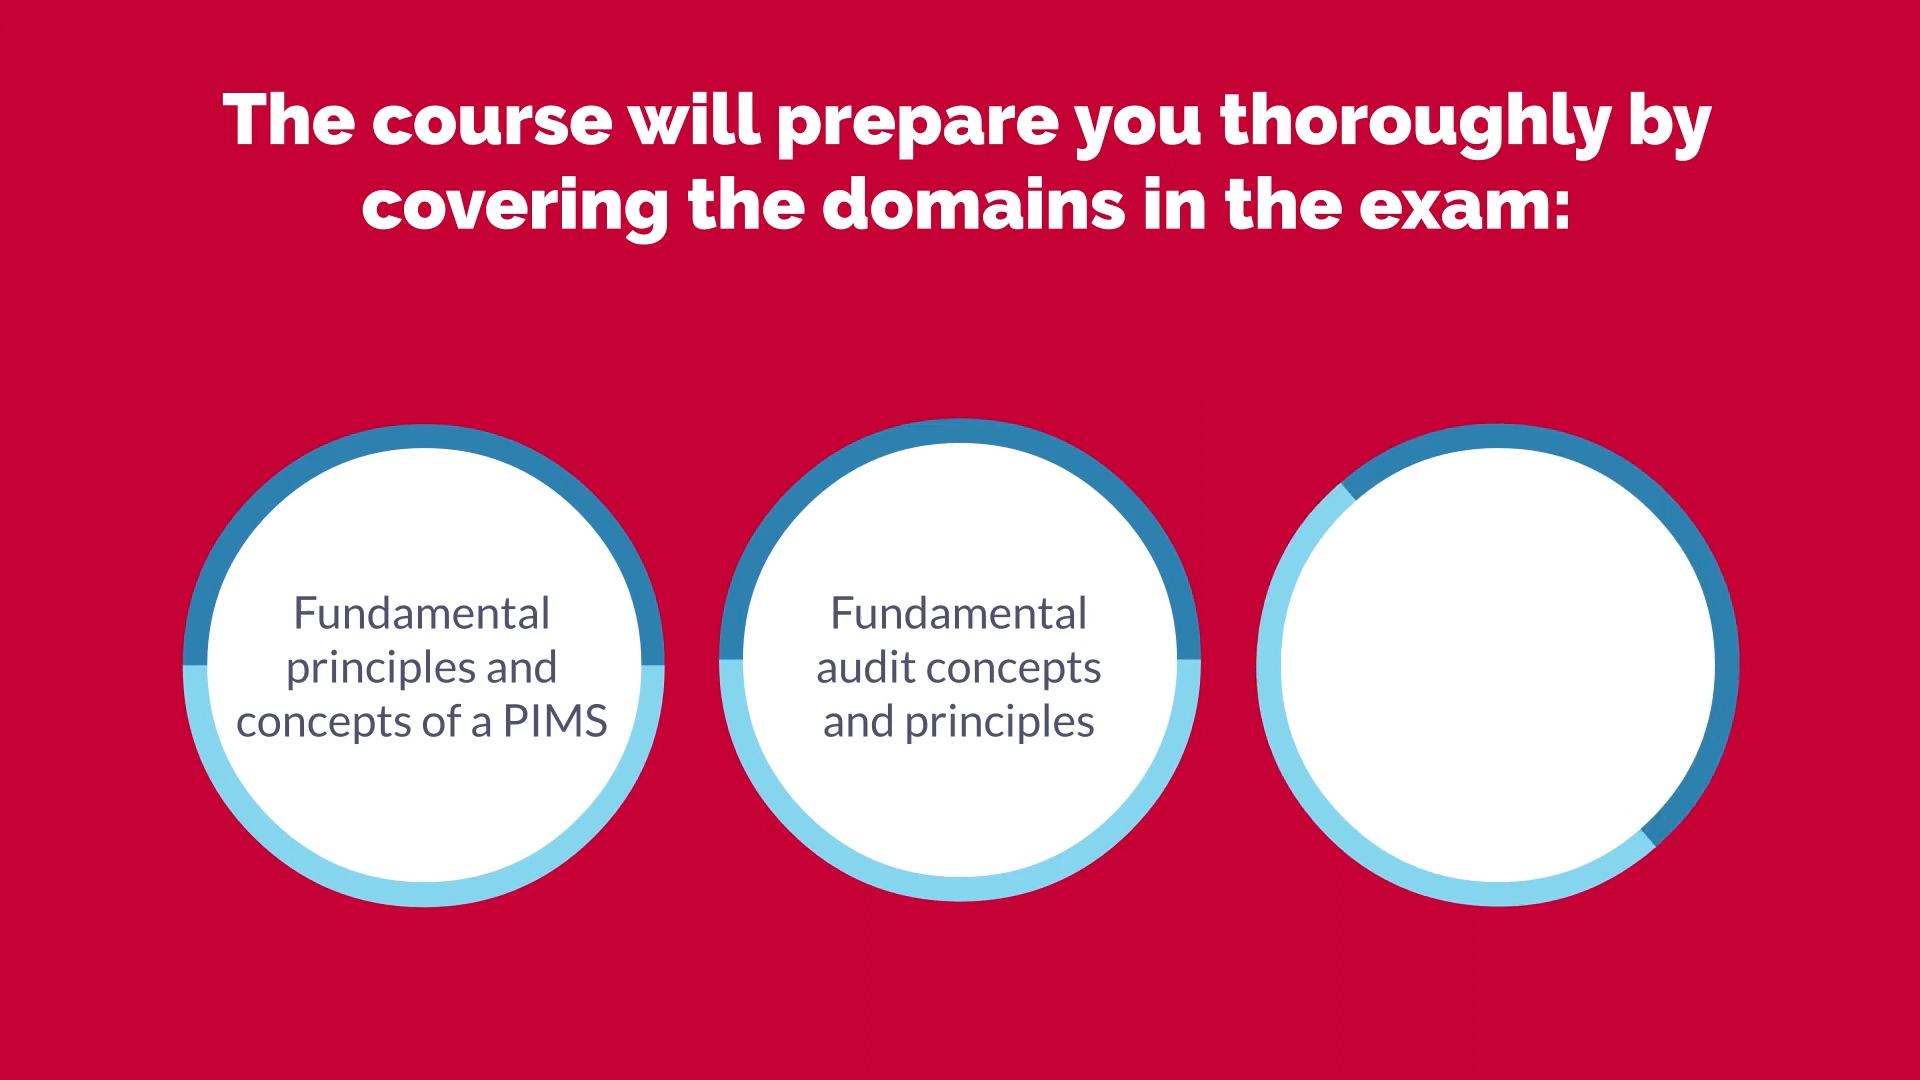 The course will prepare you thoroughly by
covering the domains in the exam:
Fundamental
principles and
concepts of a PIMS
Fundamental
audit concepts
and principles